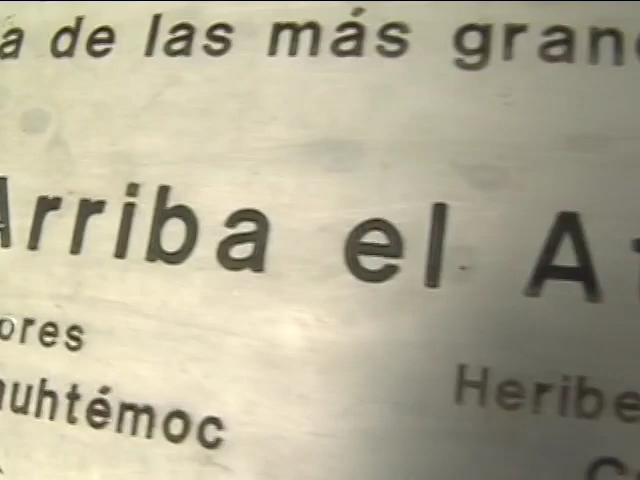 a de las más gran
Arriba el A
ores
uhtémoc
Heribe